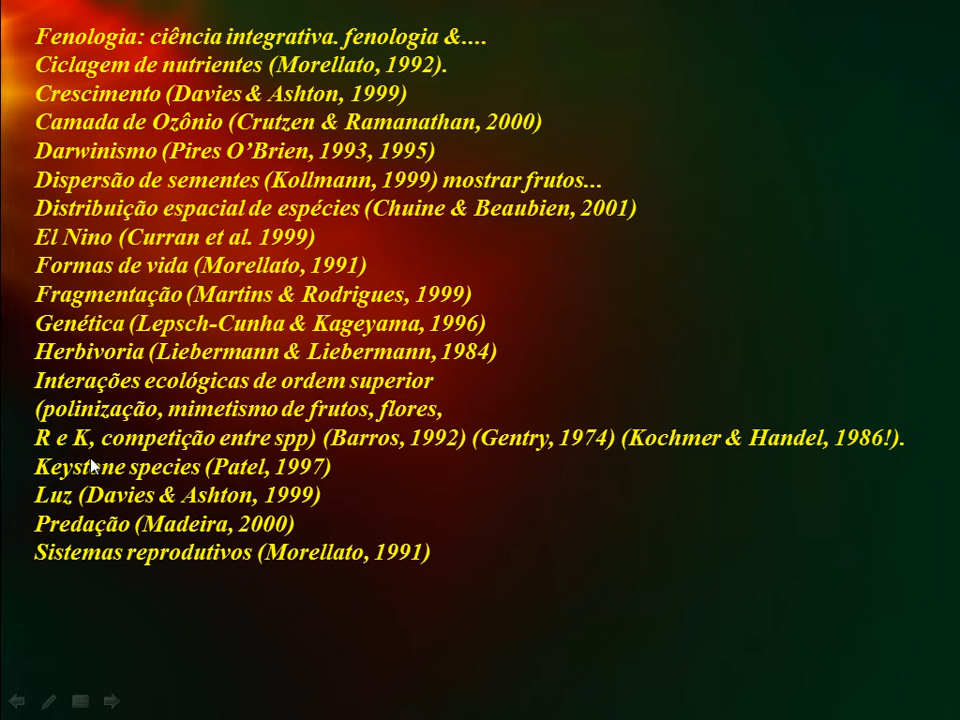 Fenologia: ciência integrativa. fenologia &....
Ciclagem de nutrientes (Morellato, 1992).
Crescimento (Davies & Ashton, 1999)
Camada de Ozônio (Crutzen & Ramanathan, 2000)
Darwinismo (Pires O’Brien, 1993, 1995)
Dispersão de sementes (Kollmann, 1999) mostrar frutos...
Distribuição espacial de espécies (Chuine & Beaubien, 2001)
El Nino (Curran et al. 1999)
Formas de vida (Morellato, 1991)
Fragmentação (Martins & Rodrigues, 1999)
Genética (Lepsch-Cunha & Kageyama, 1996)
Herbivoria (Liebermann & Liebermann, 1984)
Interações ecológicas de ordem superior
(polinização, mimetismo de frutos, flores,
R e K, competição entre spp) (Barros, 1992) (Gentry, 1974) (Kochmer & Handel, 1986!).
Keystone species (Patel, 1997)
Luz (Davies & Ashton, 1999)
Predação (Madeira, 2000)
Sistemas reprodutivos (Morellato, 1991)